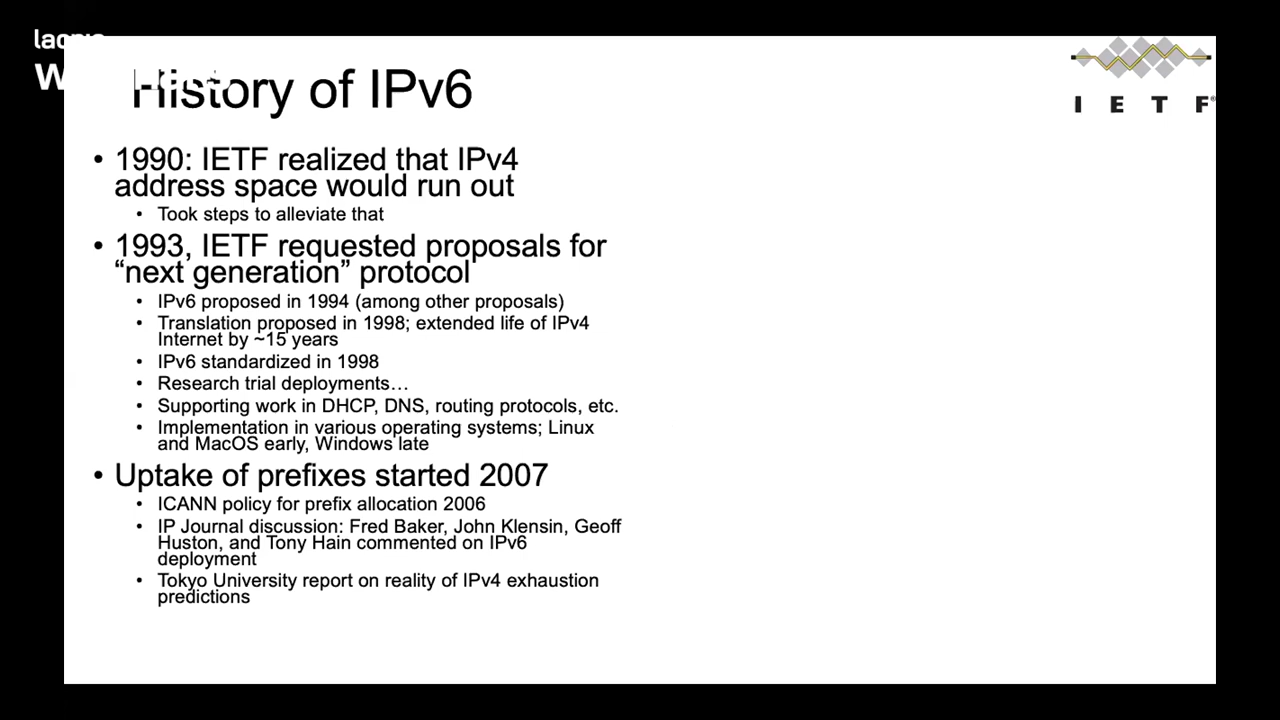 History of IPv6
I E T F®
• 1990: IETF realized that IPv4
address space would run out
• Took steps to alleviate that
• 1993, IETF requested proposals for
“next generation” protocol
• IPv6 proposed in 1994 (among other proposals)
• Translation proposed in 1998; extended life of IPv4
Internet by ~15 years
• IPv6 standardized in 1998
• Research trial deployments…
• Supporting work in DHCP, DNS, routing protocols, etc.
• Implementation in various operating systems; Linux
and MacOS early, Windows late
• Uptake of prefixes started 2007
• ICANN policy for prefix allocation 2006
• IP Journal discussion: Fred Baker, John Klensin, Geoff
Huston, and Tony Hain commented on IPv6
deployment
• Tokyo University report on reality of IPv4 exhaustion
predictions